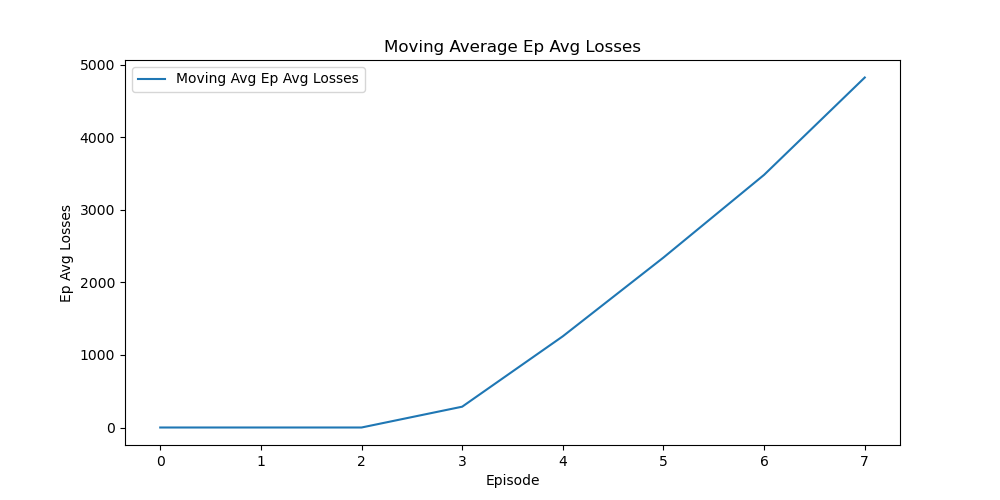 Moving Average Ep Avg Losses
Moving Avg Ep Avg Losses
Ep Avg Losses
5000
4000
3000
2000
1000
0
0 1 2 3 4 5 6 7
Episode